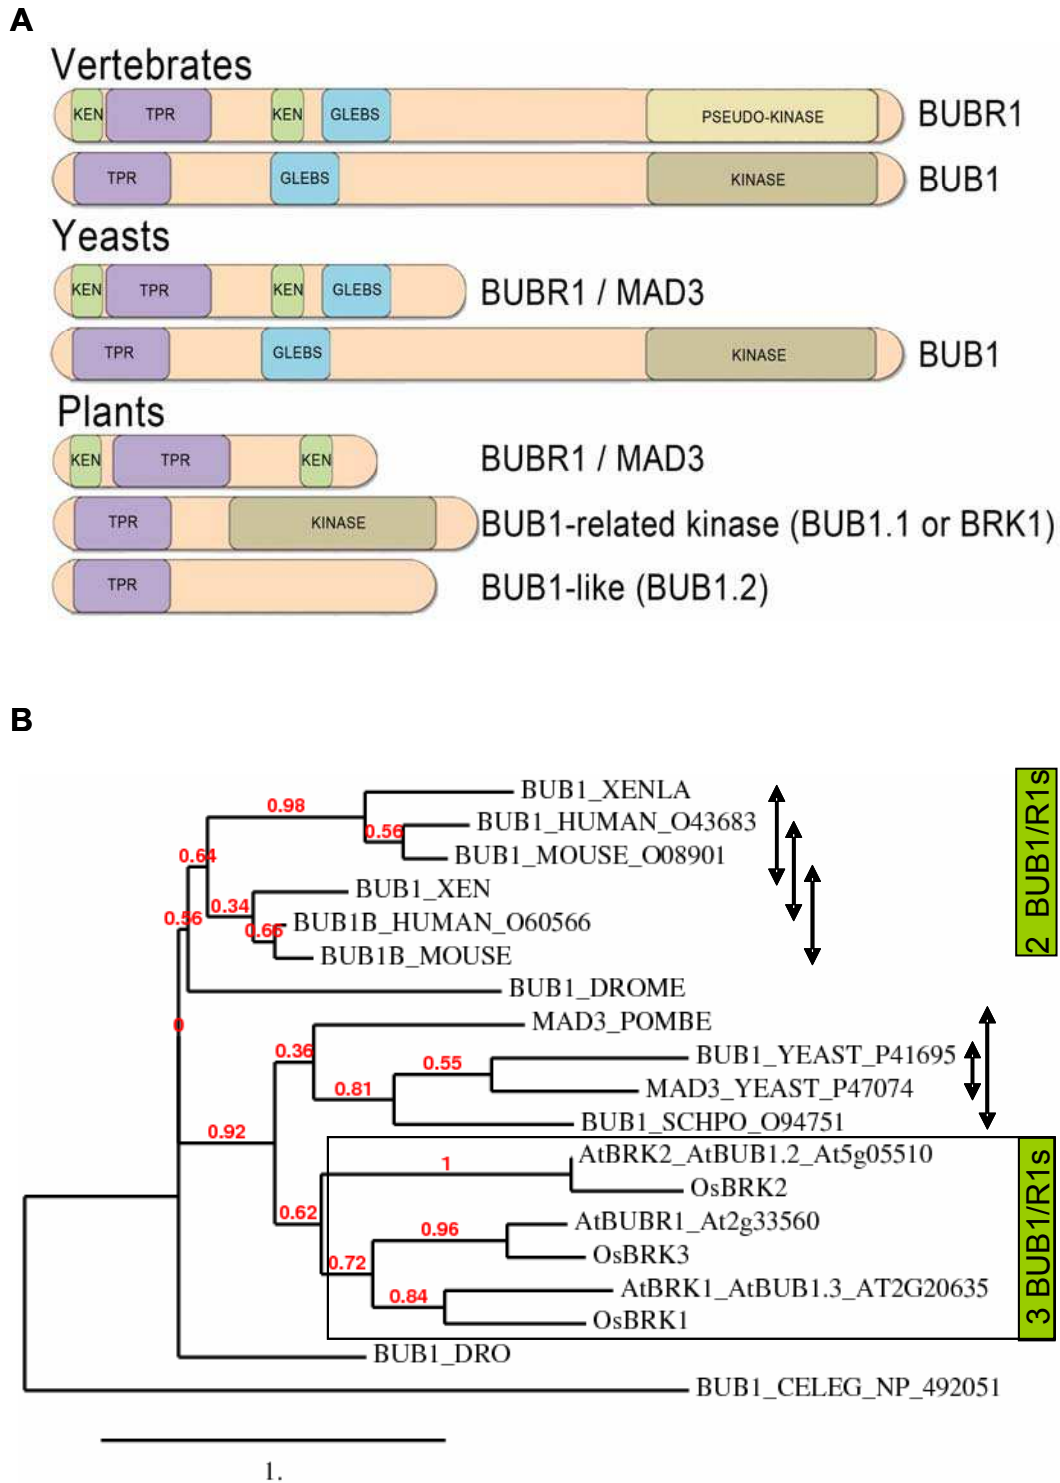 A
Vertebrates
KEN TPR KEN GLEBS PSEUDO-KINASE BUBR1
TPR GLEBS KINASE BUB1
Yeasts
KEN TPR KEN GLEBS BUBR1 / MAD3
TPR GLEBS KINASE BUB1
Plants
KEN TPR KEN BUBR1 / MAD3
TPR KINASE BUB1-related kinase (BUB1.1 or BRK1)
TPR BUB1-like (BUB1.2)
B
BUB1_XENLA
0.98
BUB1_HUMAN_O43683
0.56
BUB1_MOUSE_O08901
0.64
BUB1_XEN
0.34
0.56
BUB1B_HUMAN_O60566
0.66
BUB1B_MOUSE
2 BUB1/R1s
BUB1_DROME
MAD3_POMBE
0
0.36
BUB1_YEAST_P41695
0.55
MAD3_YEAST_P47074
0.81
BUB1_SCHPO_O94751
0.92
AtBRK2_AtBUB1.2_At5g05510
1
OsBRK2
0.62
AtBUBR1_At2g33560
0.96
OsBRK3
0.72
AtBRK1_AtBUB1.3_AT2G20635
0.84
OsBRK1
3 BUB1/R1s
BUB1_DRO
BUB1_CELEG_NP_492051
1.